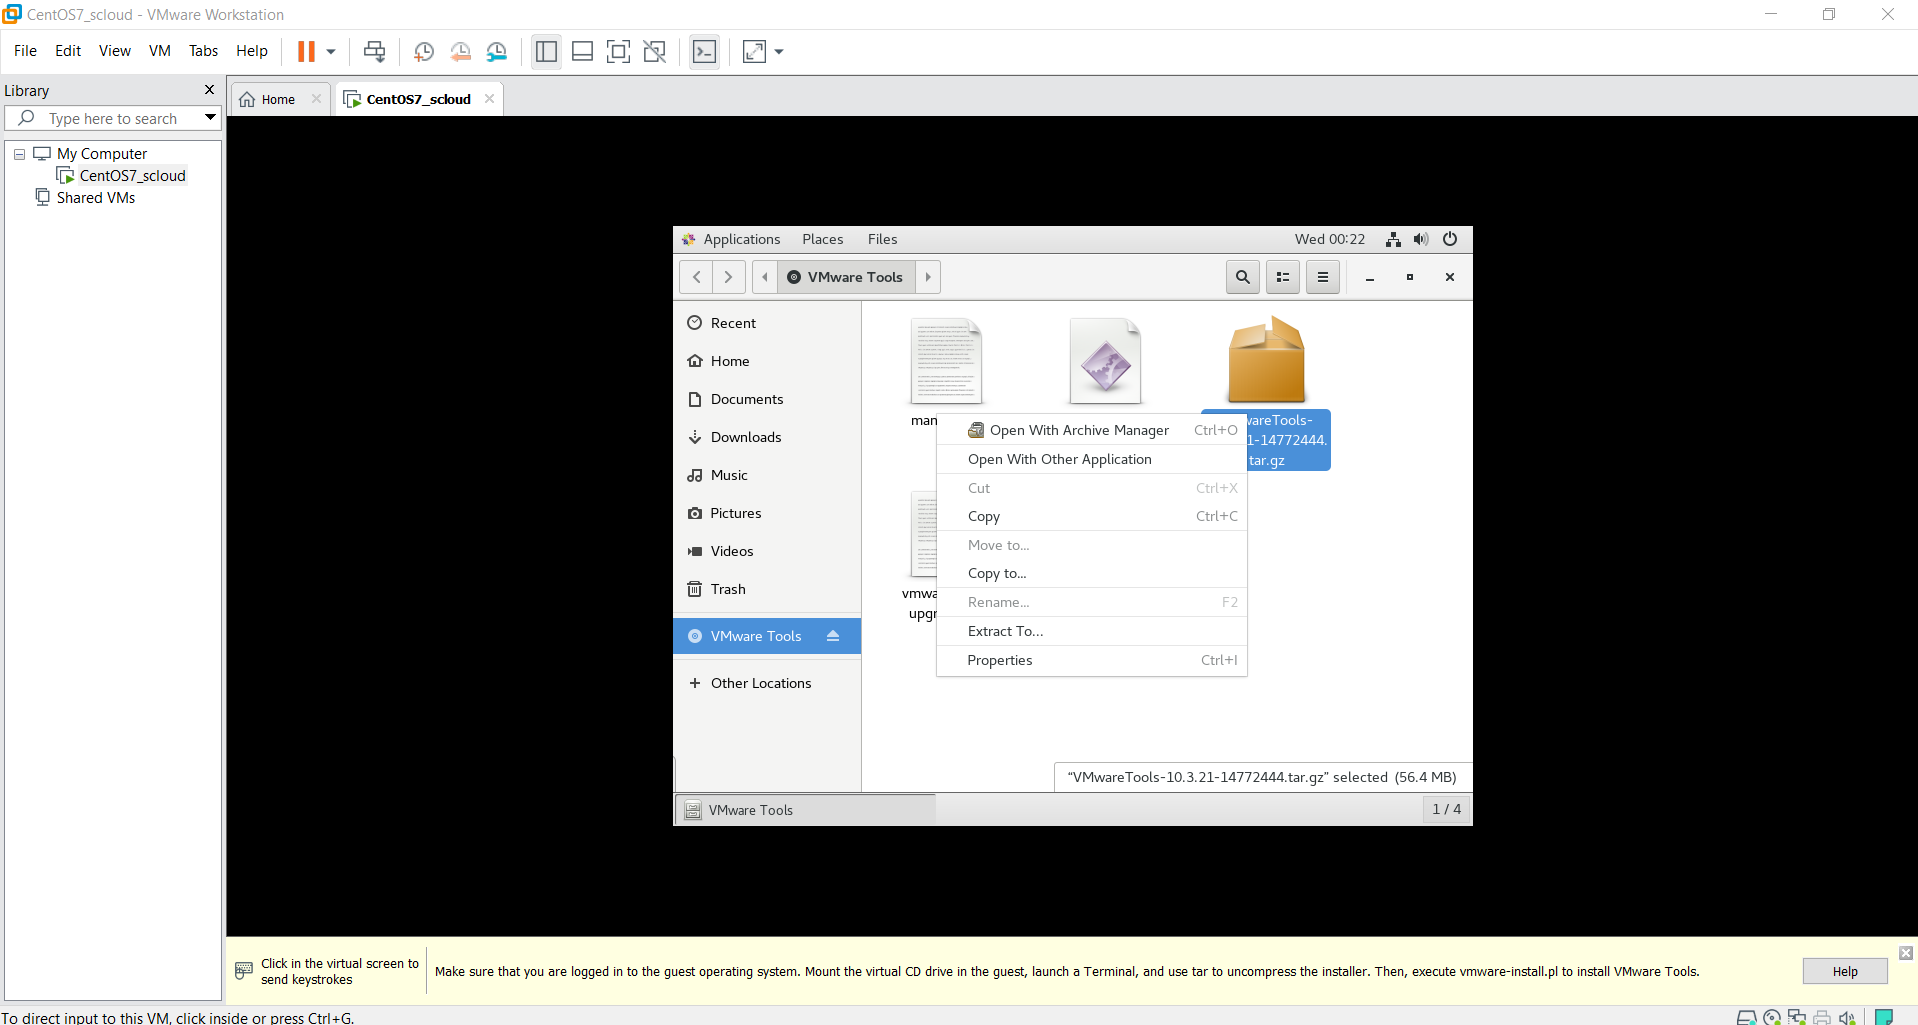 CentOS7_scloud - VMware Workstation
File Edit View VM Tabs Help
Library
Home
CentOS7_scloud
Type here to search
My Computer
CentOS7_scloud
Shared VMs
Applications Places Files Wed 00:22
VMware Tools
Recent
Home
Documents
Downloads
Music
Pictures
Videos
Trash
VMware Tools
Other Locations
Open With Archive Manager Ctrl+O
Open With Other Application
Cut Ctrl+X
Copy Ctrl+C
Move to...
Copy to...
Rename... F2
Extract To...
Properties Ctrl+I
1-14772444.
tar.gz
"VMwareTools-10.3.21-14772444.tar.gz" selected (56.4 MB)
VMware Tools
1 / 4
Click in the virtual screen to
send keystrokes
Make sure that you are logged in to the guest operating system. Mount the virtual CD drive in the guest, launch a Terminal, and use tar to uncompress the installer. Then, execute vmware-install.pl to install VMware Tools.
Help
To direct input to this VM, click inside or press Ctrl+G.